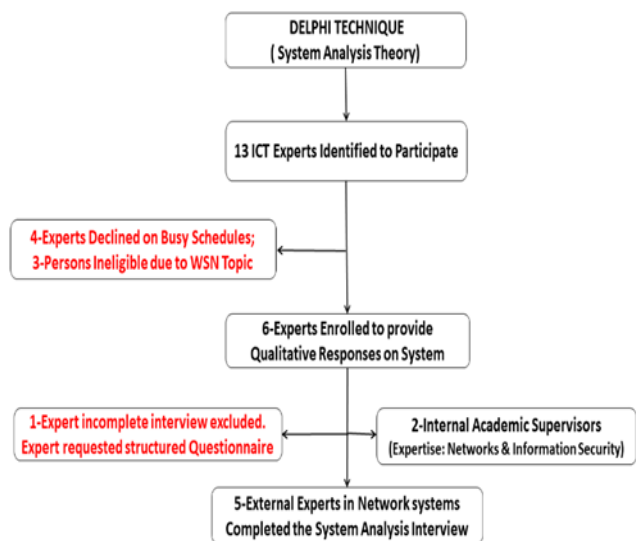 DELPHI TECHNIQUE
( System Analysis Theory)
13 ICT Experts Identified to Participate
4-Experts Declined on Busy Schedules;
3-Persons Ineligible due to WSN Topic
6-Experts Enrolled to provide
Qualitative Responses on System
1-Expert incomplete interview excluded.
Expert requested structured Questionnaire
2-Internal Academic Supervisors
(Expertise: Networks & Information Security)
5-External Experts in Network systems
Completed the System Analysis Interview